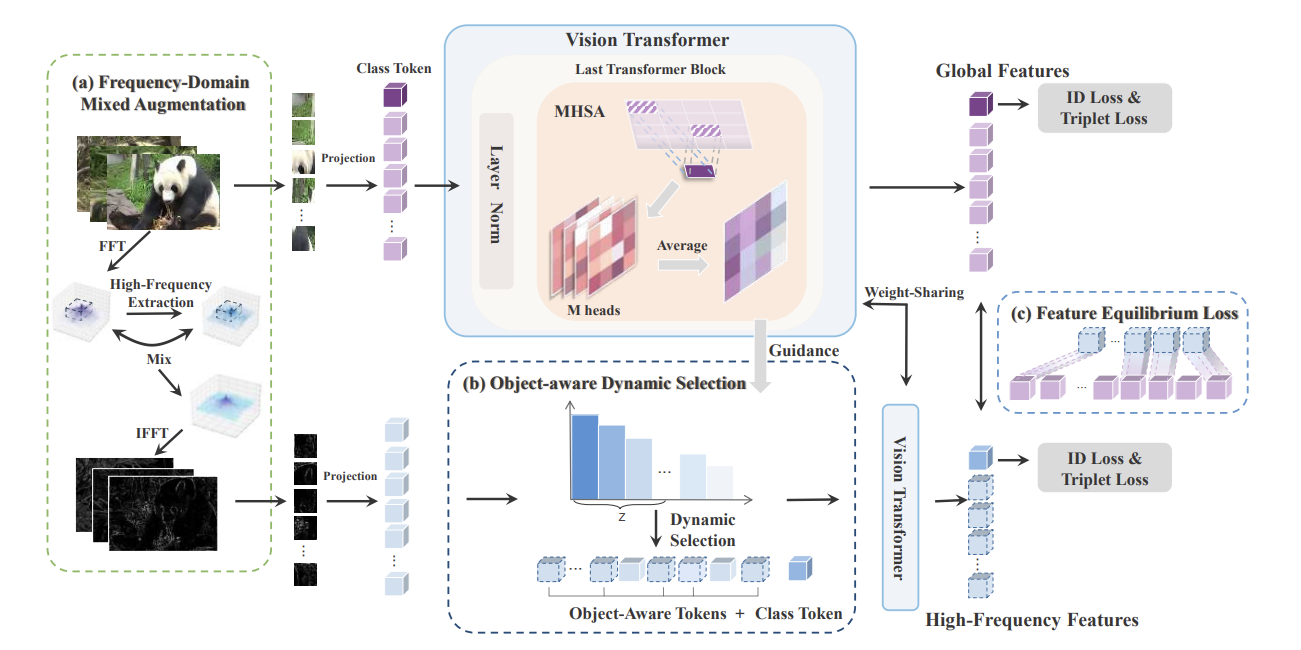 (a) Frequency-Domain
Mixed Augmentation
FFT
High-Frequency
Extraction
Mix
IFFT
Projection
Class Token
Projection
Vision Transformer
Last Transformer Block
Layer Norm
MHSA
Average
M heads
Guidance
(b) Object-aware Dynamic Selection
...
Z
Dynamic
Selection
...
Object-Aware Tokens + Class Token
Weight-Sharing
Vision Transformer
Global Features
ID Loss &
Triplet Loss
(c) Feature Equilibrium Loss
...
...
ID Loss &
Triplet Loss
High-Frequency Features